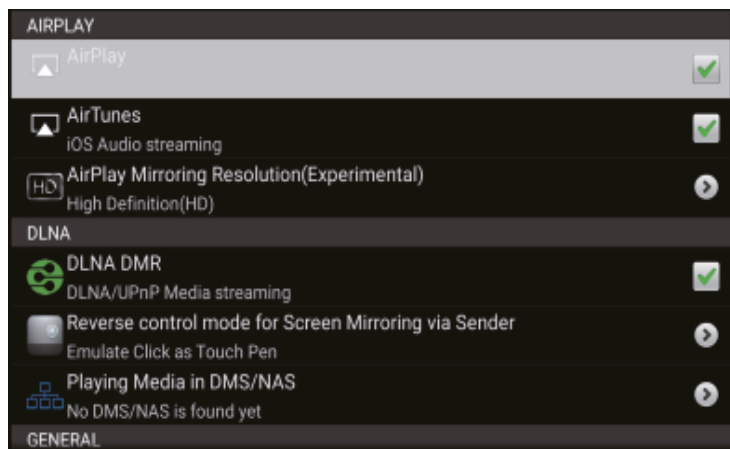 AIRPLAY
AirPlay
AirTunes
iOS Audio streaming
HD
AirPlay Mirroring Resolution(Experimental)
High Definition(HD)
DLNA
DLNA DMR
DLNA/UPnP Media streaming
Reverse control mode for Screen Mirroring via Sender
Emulate Click as Touch Pen
Playing Media in DMS/NAS
No DMS/NAS is found yet
GENERAL